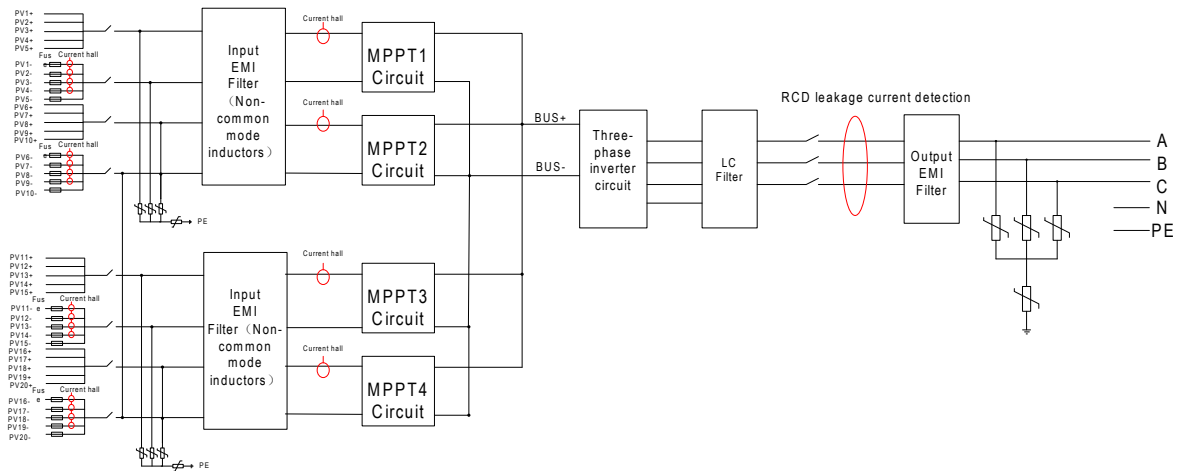 PV1+
PV2+
PV3+
PV4+
PV5+
Fus
e
Current hall
PV1-
PV2-
PV3-
PV4-
PV5-
PV6+
PV7+
PV8+
PV9+
PV10+
Current hall
PV6-
e
PV7-
PV8-
PV9-
PV10-
Input
EMI
Filter
（Non-
common
mode
inductors）
PE
Current hall
MPPT1
Circuit
Current hall
MPPT2
Circuit
PV11+
PV12+
PV13+
PV14+
PV15+
Fus
e
Current hall
PV11-
PV12-
PV13-
PV14-
PV15-
PV16+
PV17+
PV18+
PV19+
PV20+
Fus
e
Current hall
PV16-
PV17-
PV18-
PV19-
PV20-
Input
EMI
Filter（Non-
common
mode
inductors）
PE
Current hall
MPPT3
Circuit
Current hall
MPPT4
Circuit
BUS+
BUS-
Three-
phase
inverter
circuit
LC
Filter
RCD leakage current detection
Output
EMI
Filter
A
B
C
N
PE